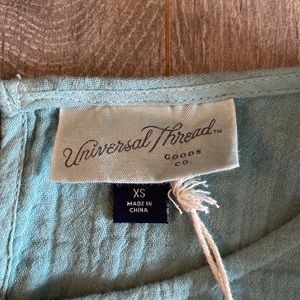 Universal Thread™
GOODS
CO.
XS
MADE IN
CHINA